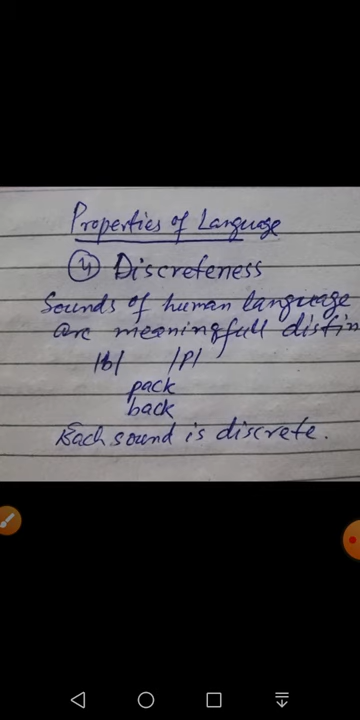 Properties of Language
4 Discreteness
Sounds of human language
are meaningfull distin
/b/ /p/
pack
back
Each sound is discrete.